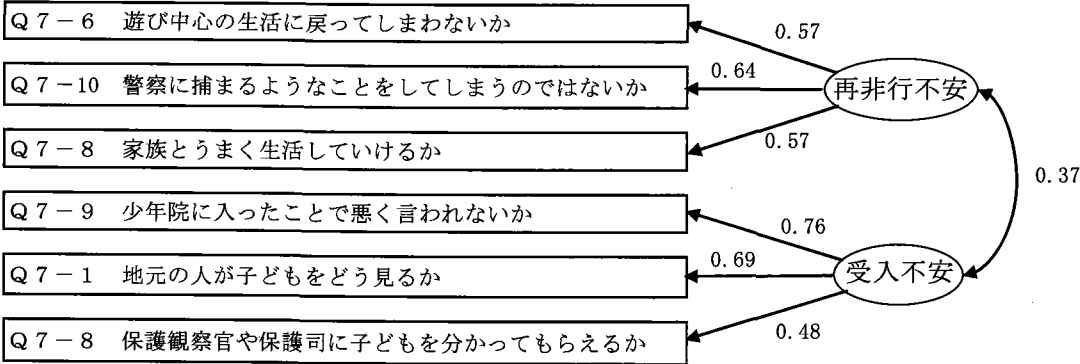 Q7-6 遊び中心の生活に戻ってしまわないか
0.57
Q7-10 警察に捕まるようなことをしてしまうのではないか
0.64
再非行不安
Q7-8 家族とうまく生活していけるか
0.57
0.37
Q7-9 少年院に入ったことで悪く言われないか
0.76
Q7-1 地元の人が子どもをどう見るか
0.69
受入不安
Q7-8 保護観察官や保護司に子どもを分かってもらえるか
0.48